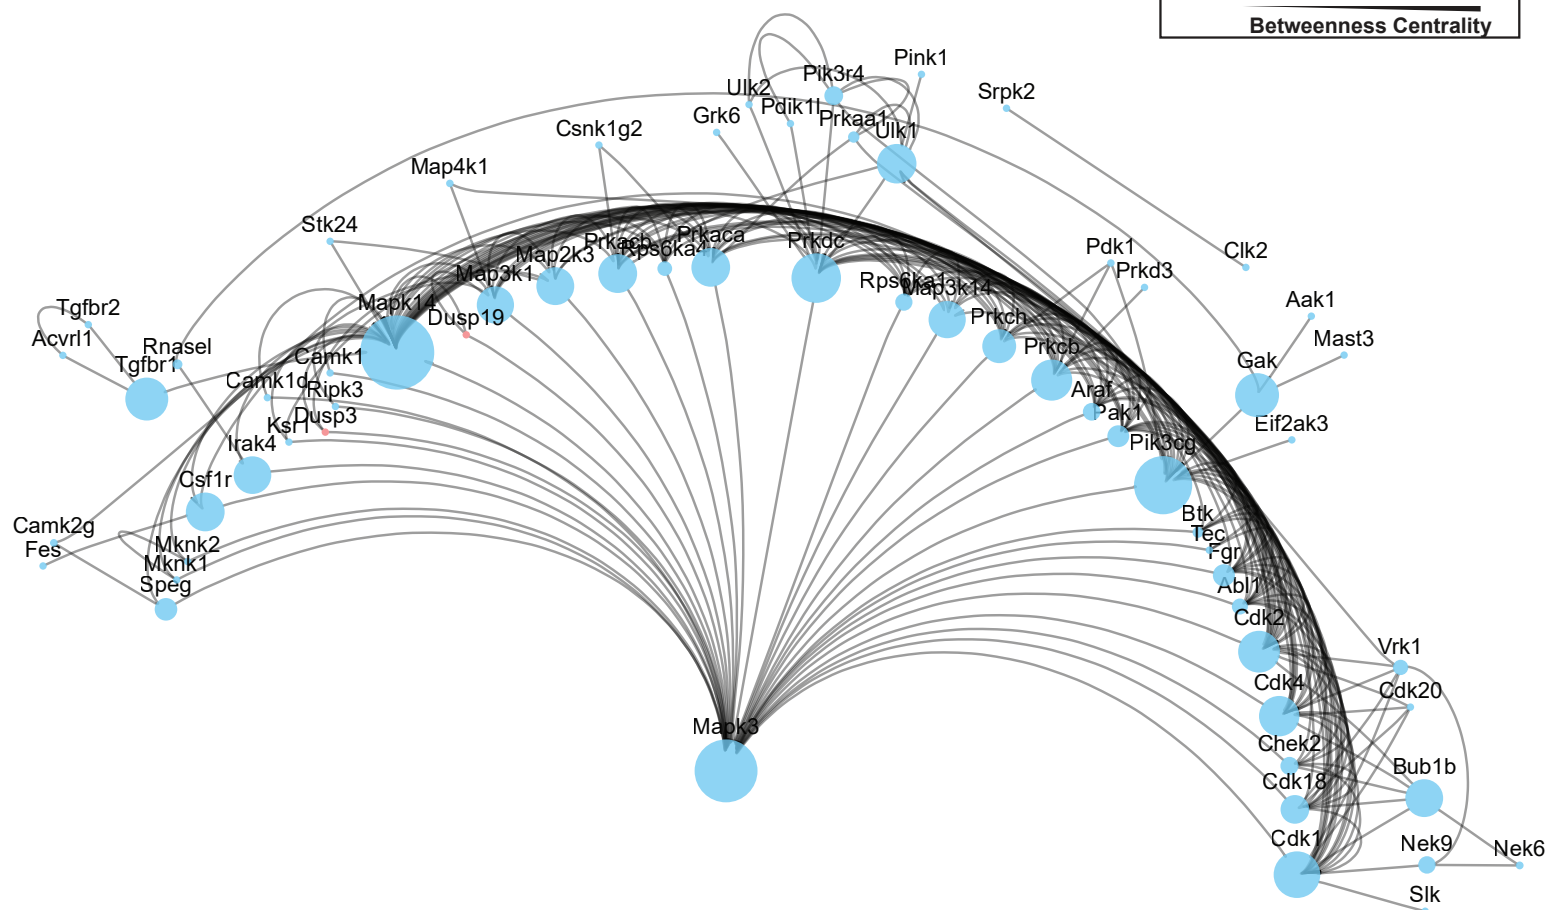 Betweenness Centrality
Pink1
Pik3r4
Ulk2
Srpk2
Pdik1l
Grk6
Prkaa1
Csnk1g2
Ulk1
Map4k1
Stk24
Prkaca
Prkacb
Prkdc
Rps6ka4
Pdk1
Clk2
Map2k3
Map3k1
Prkd3
Rps6ka1
Map3k14
Mapk14
Aak1
Tgfbr2
Dusp19
Prkch
Acvrl1
Mast3
Rnasel
Prkcb
Tgfbr1
Camk1
Gak
Camk1d
Ripk3
Araf
Dusp3
Pak1
Ksr1
Eif2ak3
Irak4
Pik3cg
Csf1r
Btk
Camk2g
Tec
Fes
Mknk2
Fgr
Mknk1
Speg
Abl1
Cdk2
Vrk1
Cdk4
Cdk20
Mapk3
Chek2
Bub1b
Cdk18
Cdk1
Nek9
Nek6
Slk